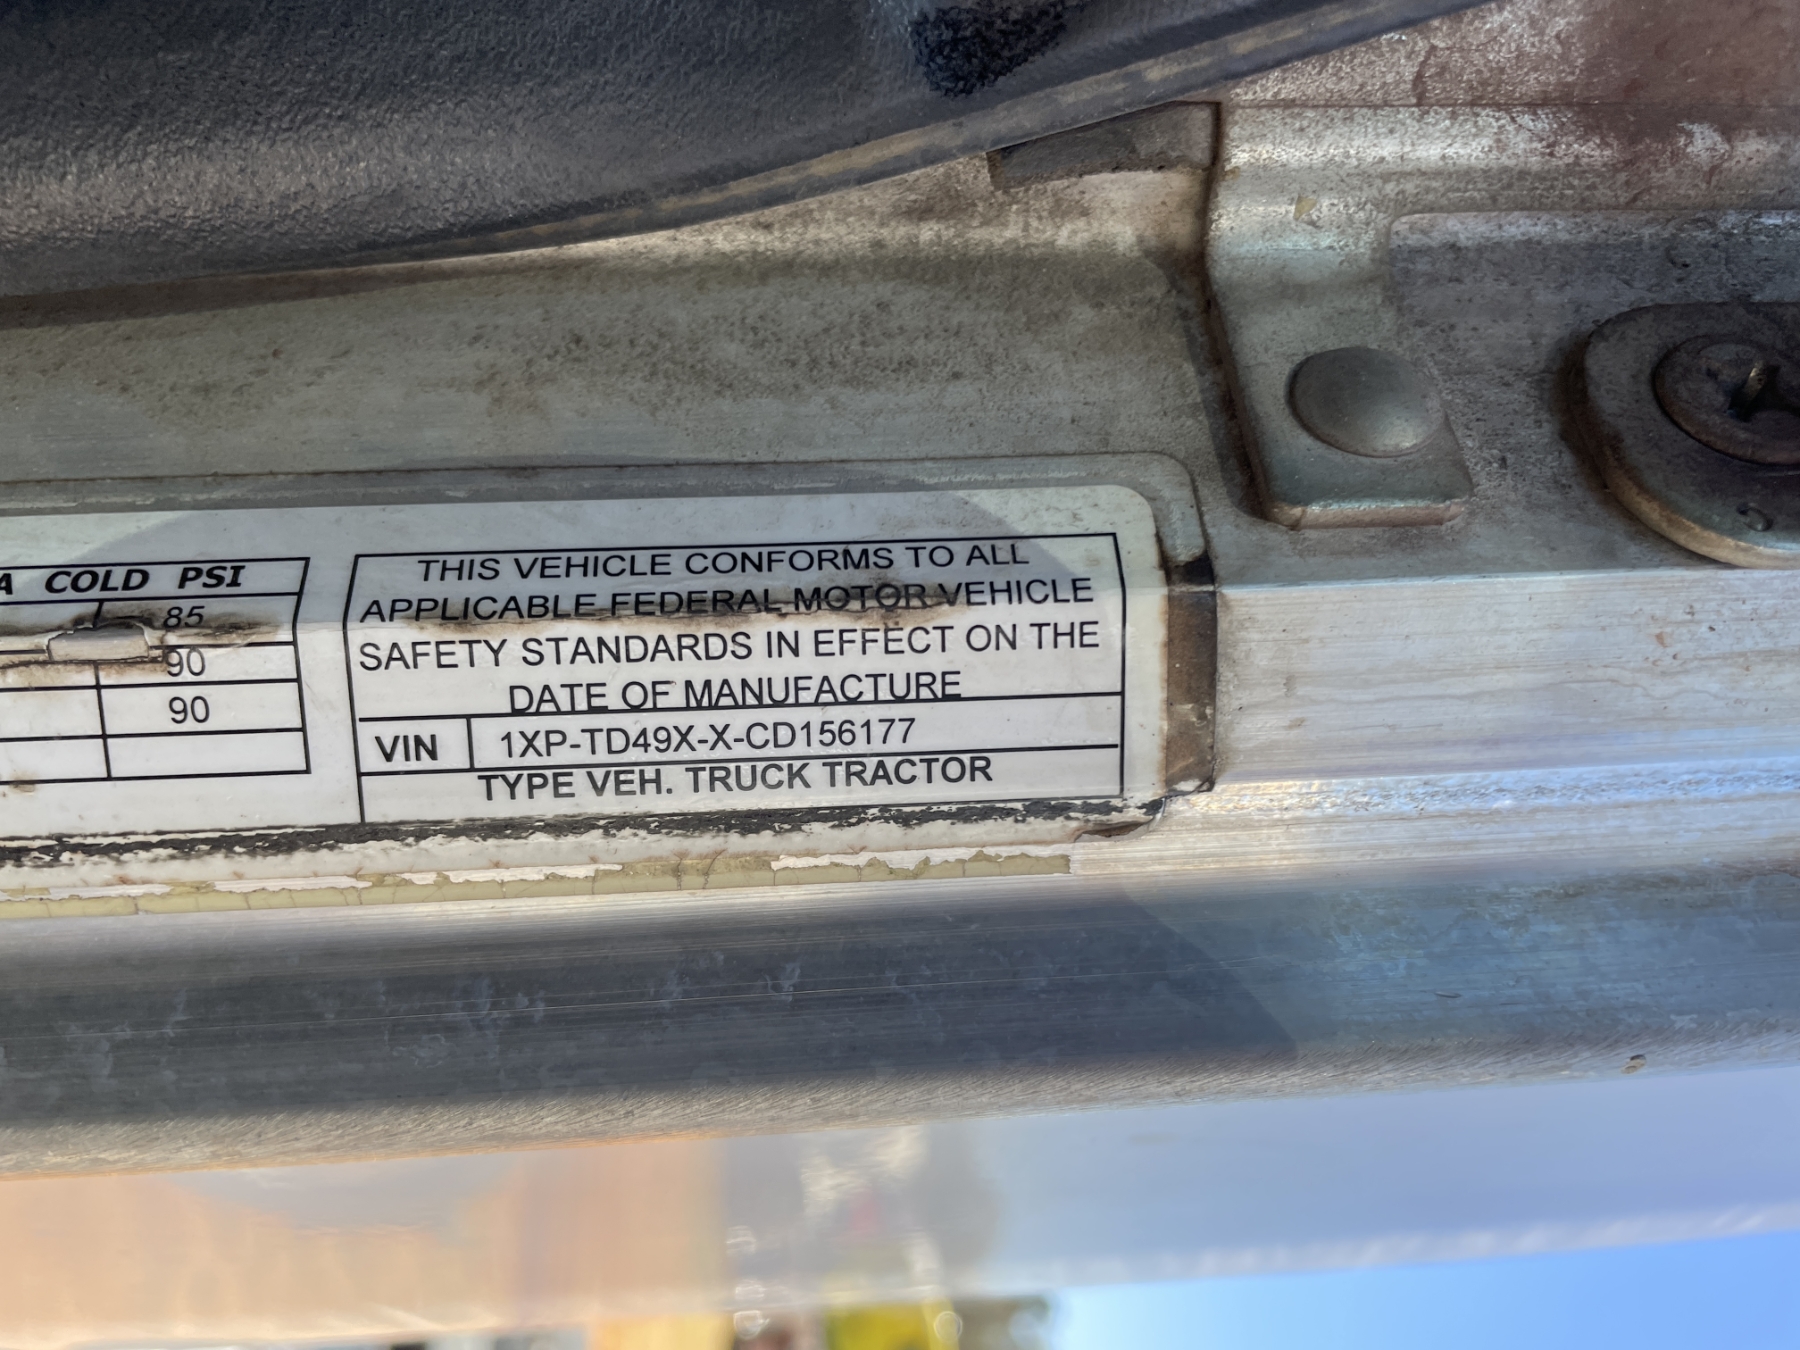 A COLD PSI
85
90
90
THIS VEHICLE CONFORMS TO ALL
APPLICABLE FEDERAL MOTOR VEHICLE
SAFETY STANDARDS IN EFFECT ON THE
DATE OF MANUFACTURE
VIN 1XP-TD49X-X-CD156177
TYPE VEH. TRUCK TRACTOR